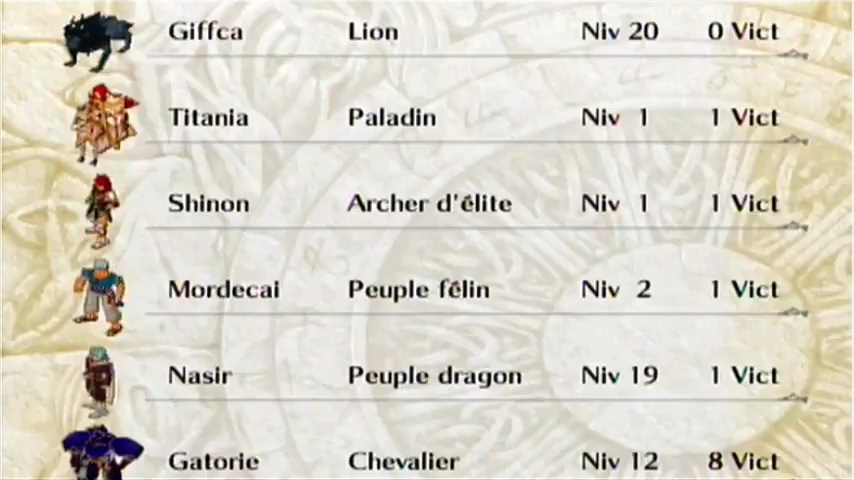 Giffca Lion Niv 20 0 Vict
Titania Paladin Niv 1 1 Vict
Shinon Archer d'élite Niv 1 1 Vict
Mordecai Peuple félin Niv 2 1 Vict
Nasir Peuple dragon Niv 19 1 Vict
Gatorie Chevalier Niv 12 8 Vict